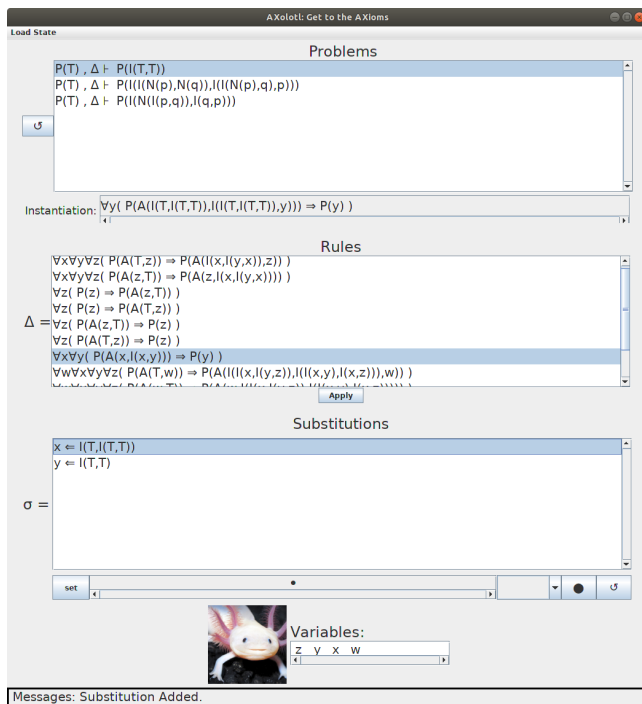 AXolotl: Get to the AXioms
Load State
Problems
P(T) , Δ ⊦ P(I(T,T))
P(T) , Δ ⊦ P(I(I(N(p),N(q)),I(I(N(p),q),p)))
P(T) , Δ ⊦ P(I(N(I(p,q)),I(q,p)))
↺
Instantiation: ∀y( P(A(I(T,I(T,T)),I(I(T,I(T,T)),y))) ⇒ P(y) )
Rules
∀x∀y∀z( P(A(T,z)) ⇒ P(A(I(x,I(y,x)),z)) )
∀x∀y∀z( P(A(z,T)) ⇒ P(A(z,I(x,I(y,x)))) )
∀z( P(z) ⇒ P(A(z,T)) )
∀z( P(z) ⇒ P(A(T,z)) )
Δ =
∀z( P(A(z,T)) ⇒ P(z) )
∀z( P(A(T,z)) ⇒ P(z) )
∀x∀y( P(A(x,I(x,y))) ⇒ P(y) )
∀w∀x∀y∀z( P(A(T,w)) ⇒ P(A(I(I(x,I(y,z)),I(I(x,y),I(x,z))),w)) )
Apply
Substitutions
x ⇐ I(T,I(T,T))
y ⇐ I(T,T)
σ =
set • ● ↺
Variables:
z y x w
Messages: Substitution Added.